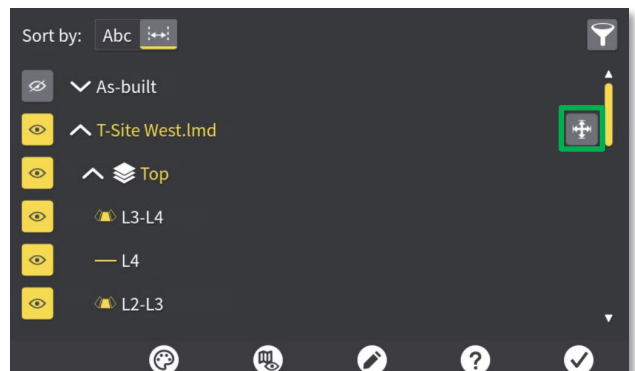 Sort by: Abc
As-built
T-Site West.lmd
Top
L3-L4
L4
L2-L3
?